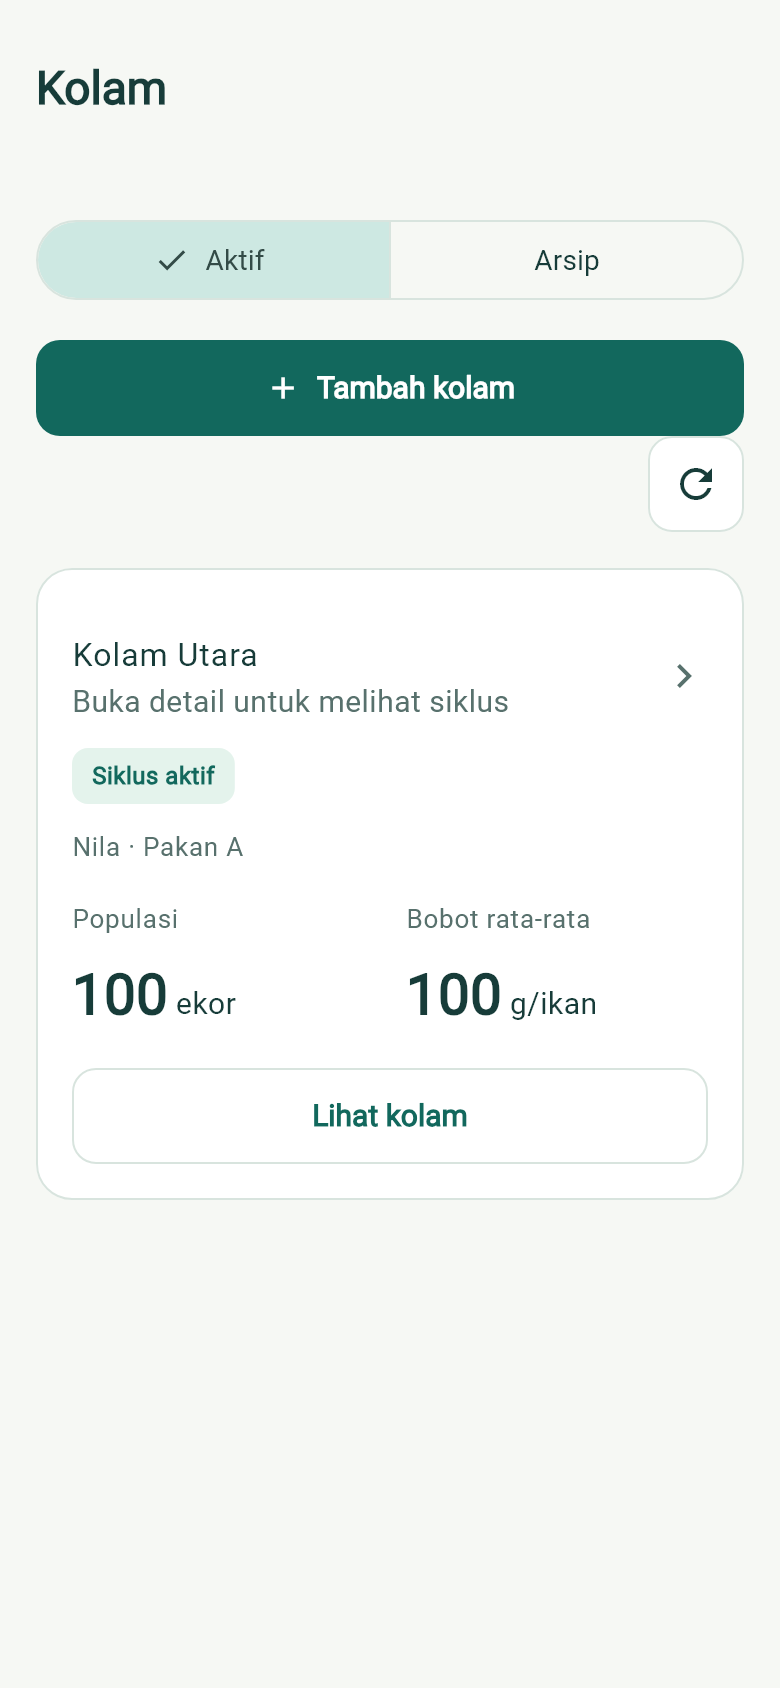 Kolam
Aktif
Arsip
Tambah kolam
Kolam Utara
Buka detail untuk melihat siklus
Siklus aktif
Nila · Pakan A
Populasi
Bobot rata-rata
100 ekor
100 g/ikan
Lihat kolam